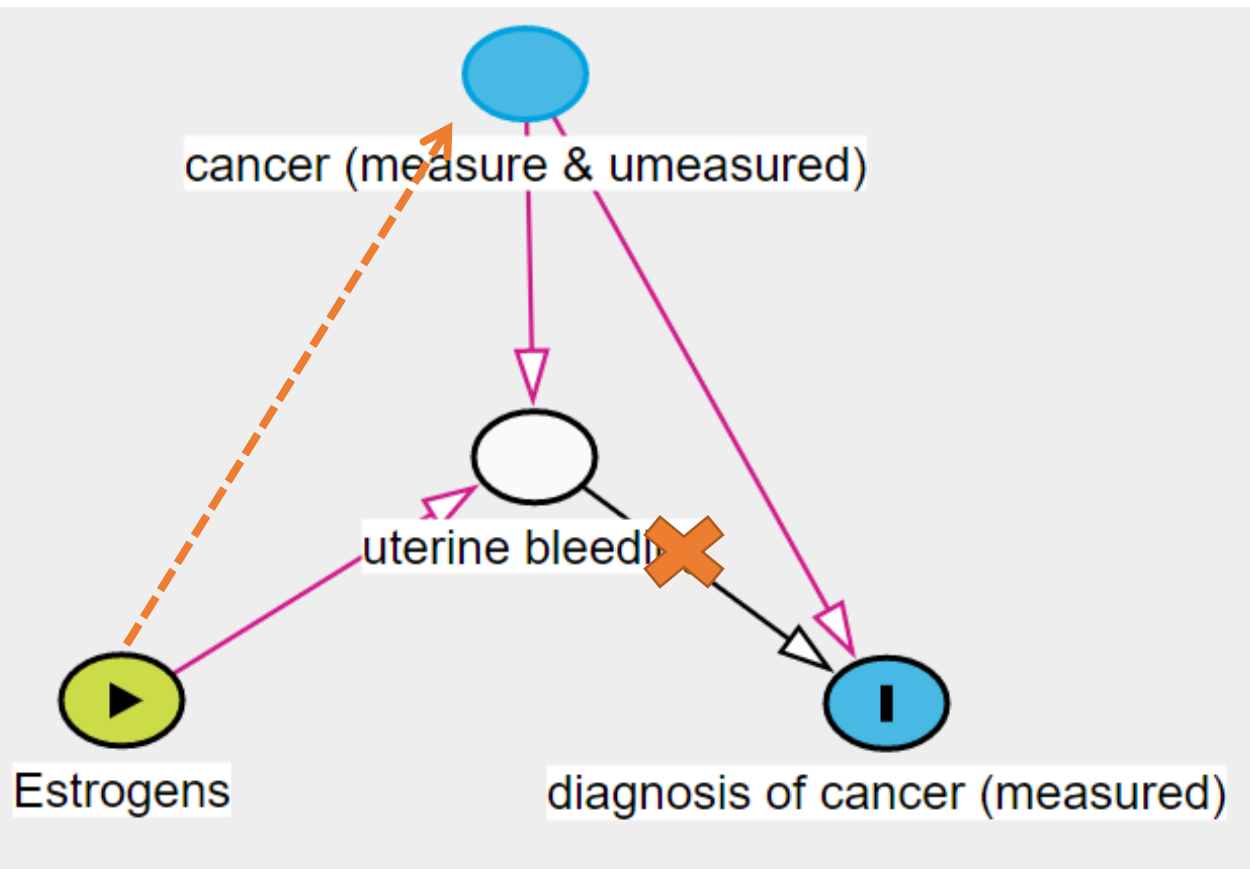 cancer (measure & umeasured)
uterine bleedi
Estrogens
diagnosis of cancer (measured)